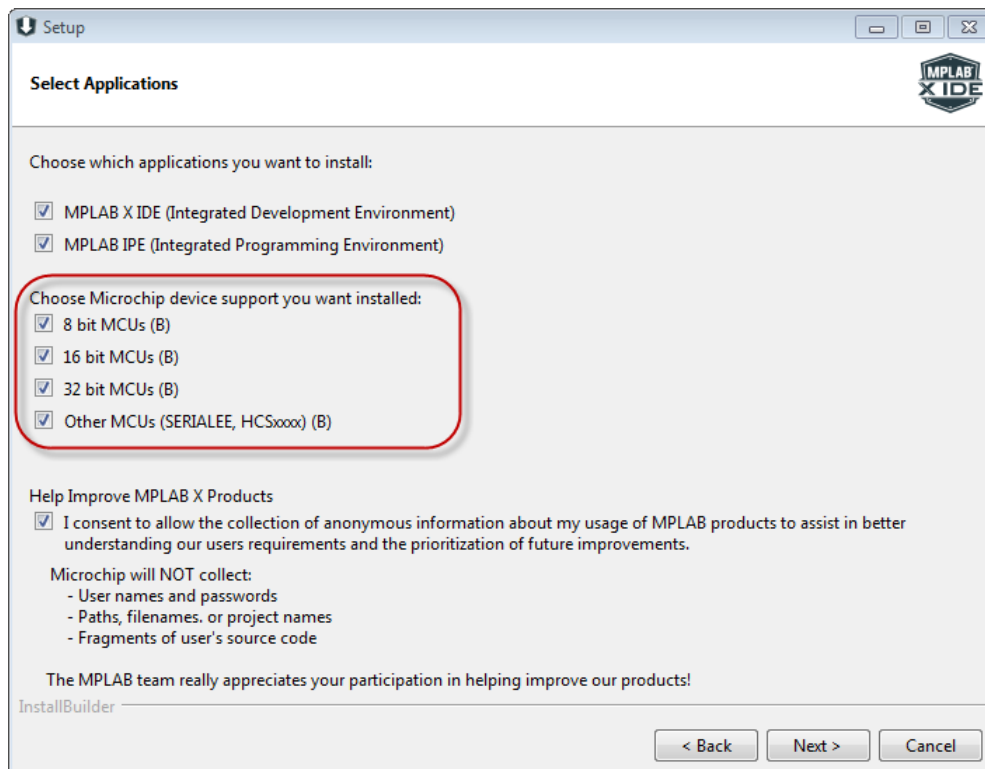 Setup
Select Applications
MPLAB
X IDE
Choose which applications you want to install:
MPLAB X IDE (Integrated Development Environment)
MPLAB IPE (Integrated Programming Environment)
Choose Microchip device support you want installed:
8 bit MCUs (B)
16 bit MCUs (B)
32 bit MCUs (B)
Other MCUs (SERIALEE, HCSxxxx) (B)
Help Improve MPLAB X Products
I consent to allow the collection of anonymous information about my usage of MPLAB products to assist in better
understanding our users requirements and the prioritization of future improvements.
Microchip will NOT collect:
- User names and passwords
- Paths, filenames. or project names
- Fragments of user's source code
The MPLAB team really appreciates your participation in helping improve our products!
InstallBuilder
< Back Next > Cancel